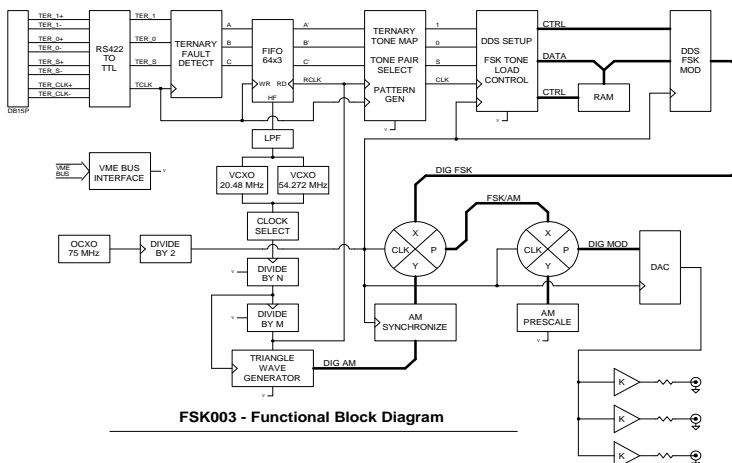 TER_1+
TER_1-
TER_0+
TER_0-
TER_S+
TER_S-
TER_CLK+
TER_CLK-
DB15P
RS422
TO
TTL
TER_1
TER_0
TER_S
TCLK
TERNARY
FAULT
DETECT
A
B
C
FIFO
64x3
WR
RD
HF
A'
B'
C'
RCLK
TERNARY
TONE MAP
TONE PAIR
SELECT
PATTERN
GEN
1
0
S
CLK
V
DDS SETUP
FSK TONE
LOAD
CONTROL
V
CTRL
DATA
CTRL
RAM
DDS
FSK
MOD
LPF
VME
BUS
VME BUS
INTERFACE
V
VCXO
20.48 MHz
VCXO
54.272 MHz
CLOCK
SELECT
OCXO
75 MHz
DIVIDE
BY 2
V
DIVIDE
BY N
V
DIVIDE
BY M
TRIANGLE
WAVE
GENERATOR
V
DIG AM
DIG FSK
FSK/AM
X
CLK
P
Y
X
CLK
P
Y
DIG MOD
DAC
AM
SYNCHRONIZE
AM
PRESCALE
V
K
K
K
FSK003 - Functional Block Diagram